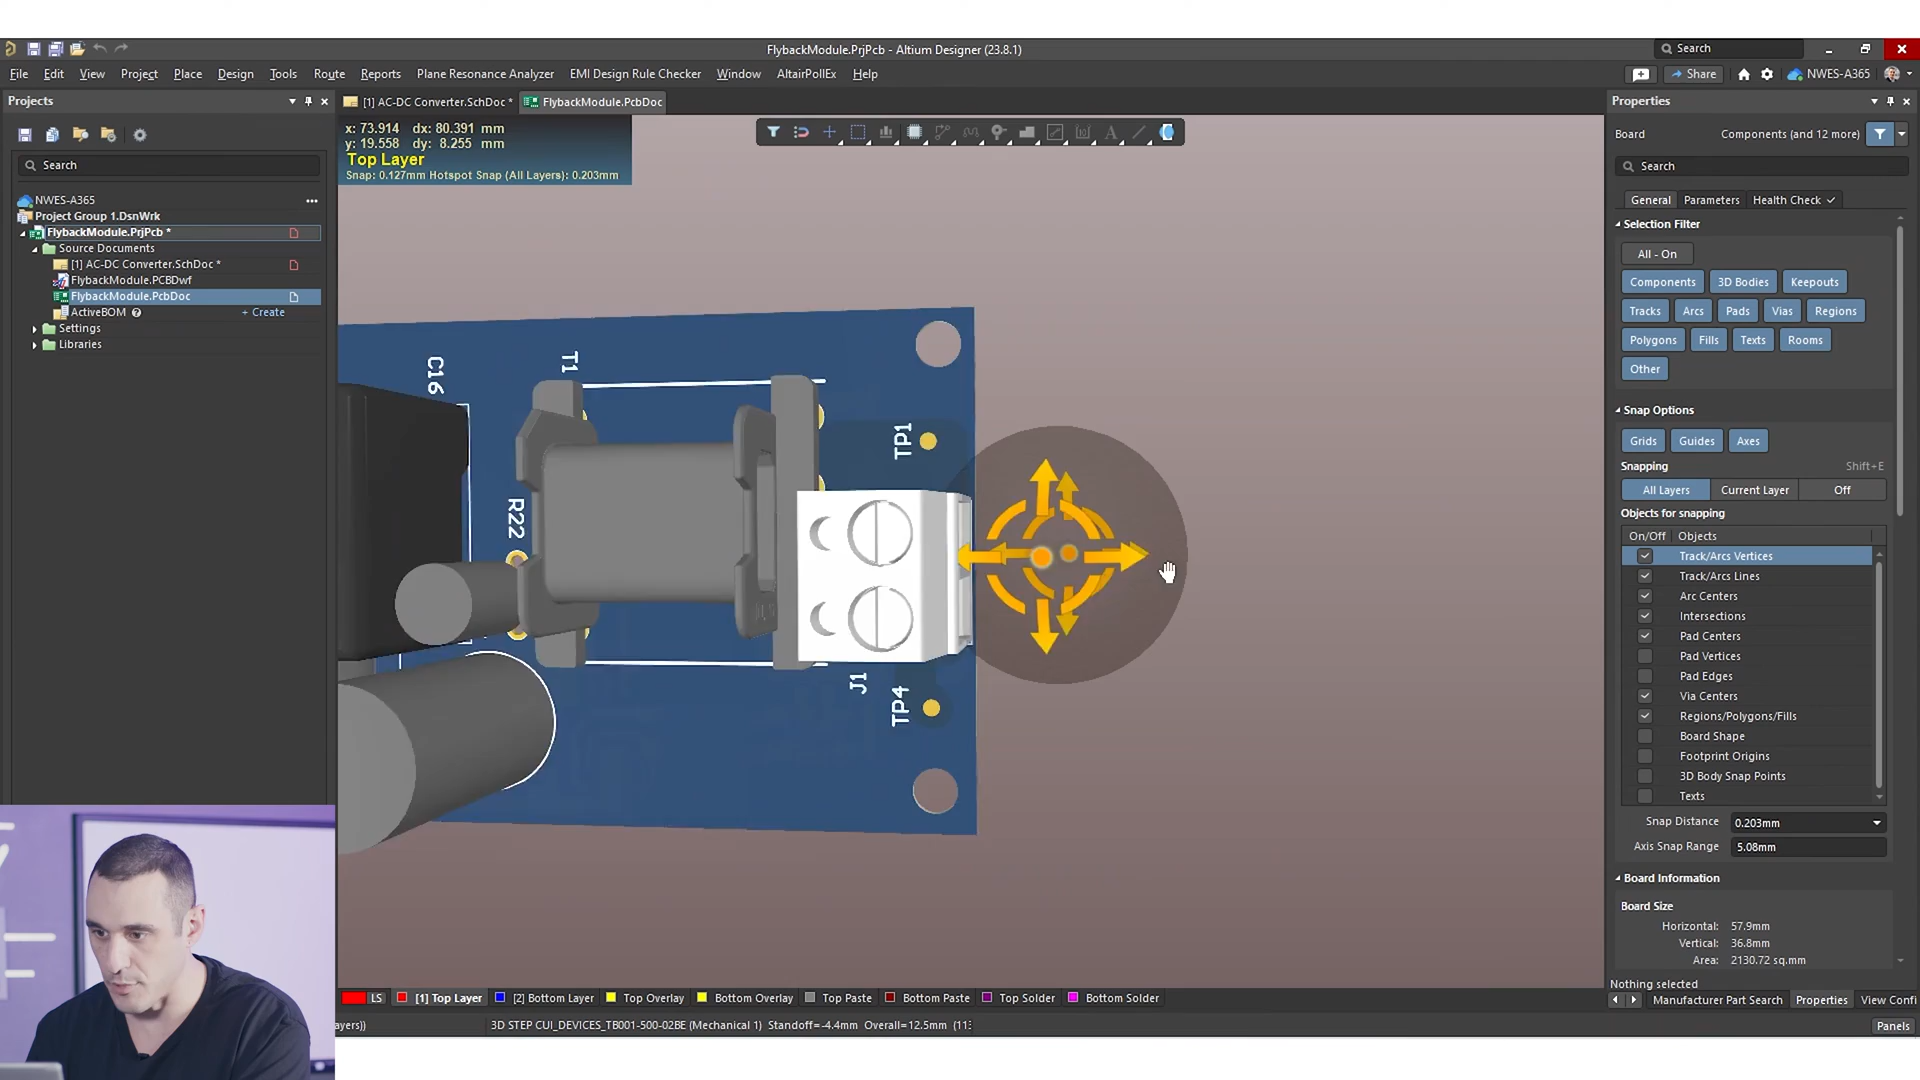 FlybackModule.PrjPcb - Altium Designer (23.8.1)
Search
File Edit View Project Place Design Tools Route Reports Plane Resonance Analyzer EMI Design Rule Checker Window AltairPollEx Help
Share
NWES-A365
Projects
[1] AC-DC Converter.SchDoc *
FlybackModule.PcbDoc
Properties
x: 73.914 dx: 80.391 mm
y: 19.558 dy: 8.255 mm
Top Layer
Snap: 0.127mm Hotspot Snap (All Layers): 0.203mm
Board
Components (and 12 more)
Search
Search
NWES-A365
Project Group 1.DsnWrk
FlybackModule.PrjPcb *
Source Documents
[1] AC-DC Converter.SchDoc *
FlybackModule.PCBDwf
FlybackModule.PcbDoc
ActiveBOM
+ Create
Settings
Libraries
General Parameters Health Check
Selection Filter
All - On
Components 3D Bodies Keepouts
Tracks Arcs Pads Vias Regions
Polygons Fills Texts Rooms
Other
Snap Options
Grids Guides Axes
Snapping Shift+E
All Layers Current Layer Off
Objects for snapping
On/Off Objects
Track/Arcs Vertices
Track/Arcs Lines
Arc Centers
Intersections
Pad Centers
Pad Vertices
Pad Edges
Via Centers
Regions/Polygons/Fills
Board Shape
Footprint Origins
3D Body Snap Points
Texts
Snap Distance 0.203mm
Axis Snap Range 5.08mm
Board Information
Board Size
Horizontal: 57.9mm
Vertical: 36.8mm
Area: 2130.72 sq.mm
Nothing selected
Manufacturer Part Search Properties View Confi
C16
T1
TP1
R22
J1
TP4
LS [1] Top Layer [2] Bottom Layer Top Overlay Bottom Overlay Top Paste Bottom Paste Top Solder Bottom Solder
ayers)) 3D STEP CUI_DEVICES_TB001-500-02BE (Mechanical 1) Standoff=-4.4mm Overall=12.5mm
Panels